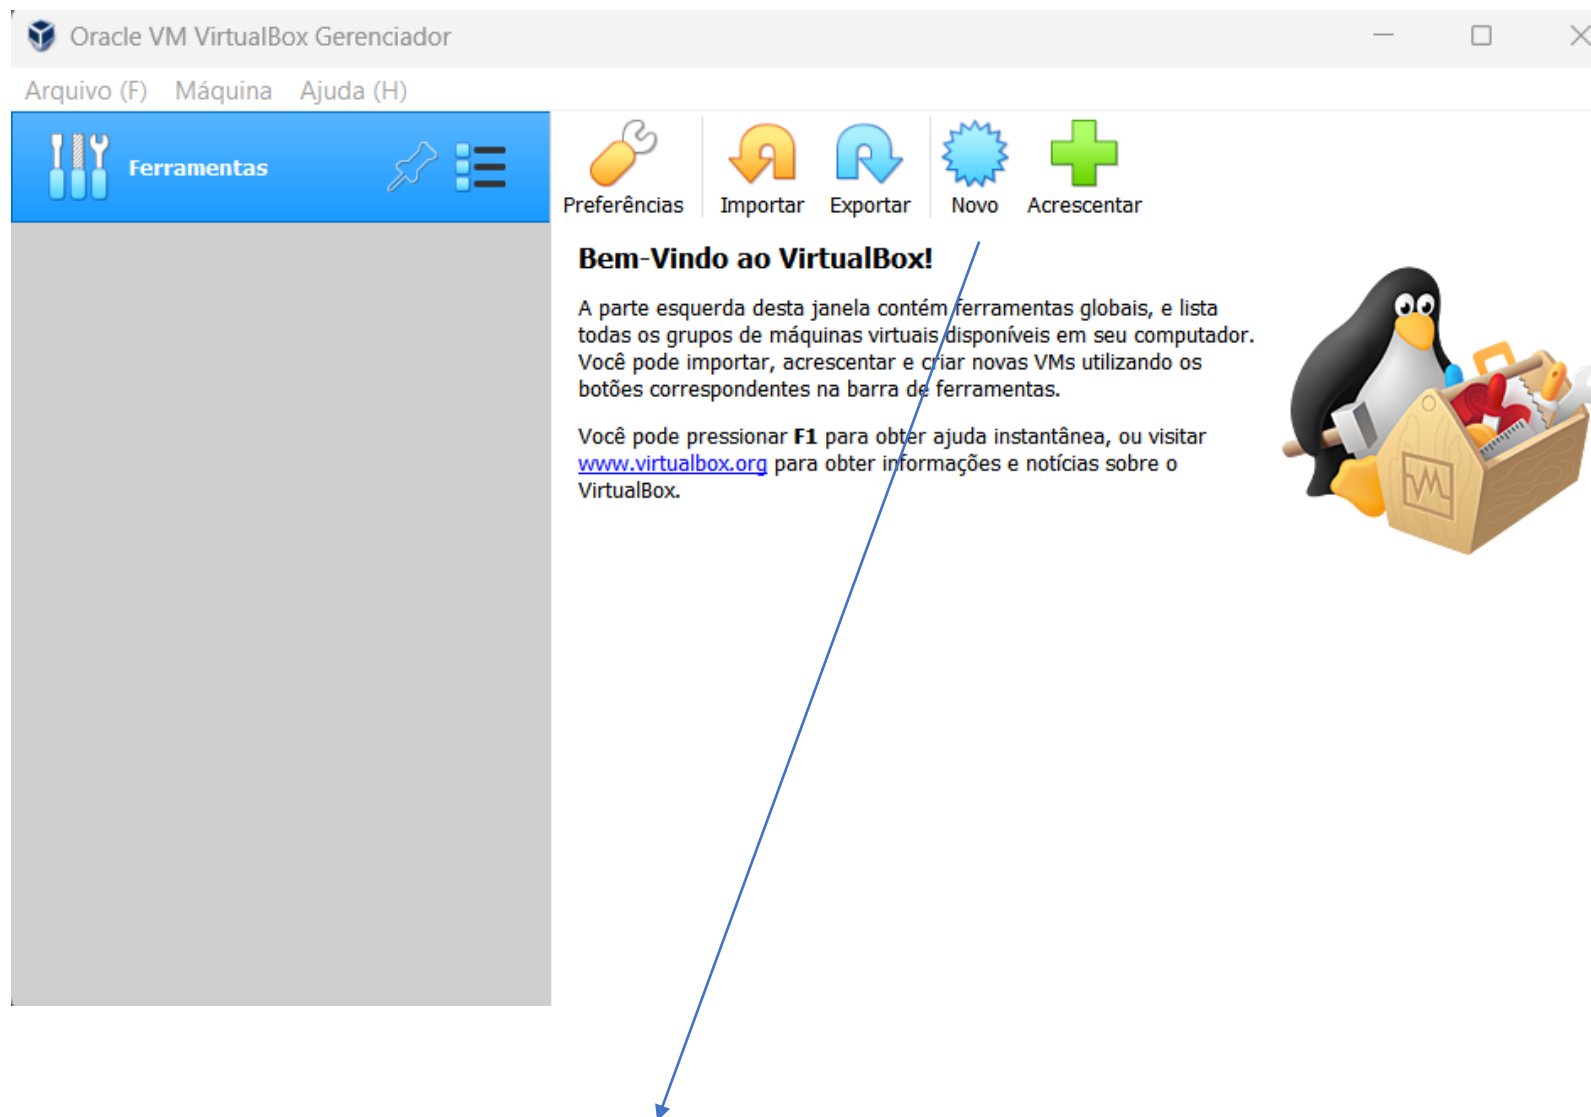 Oracle VM VirtualBox Gerenciador
Arquivo (F) Máquina Ajuda (H)
Ferramentas
Preferências Importar Exportar Novo Acrescentar
Bem-Vindo ao VirtualBox!
A parte esquerda desta janela contém ferramentas globais, e lista
todas os grupos de máquinas virtuais disponíveis em seu computador.
Você pode importar, acrescentar e criar novas VMs utilizando os
botões correspondentes na barra de ferramentas.
Você pode pressionar F1 para obter ajuda instantânea, ou visitar
www.virtualbox.org para obter informações e notícias sobre o
VirtualBox.